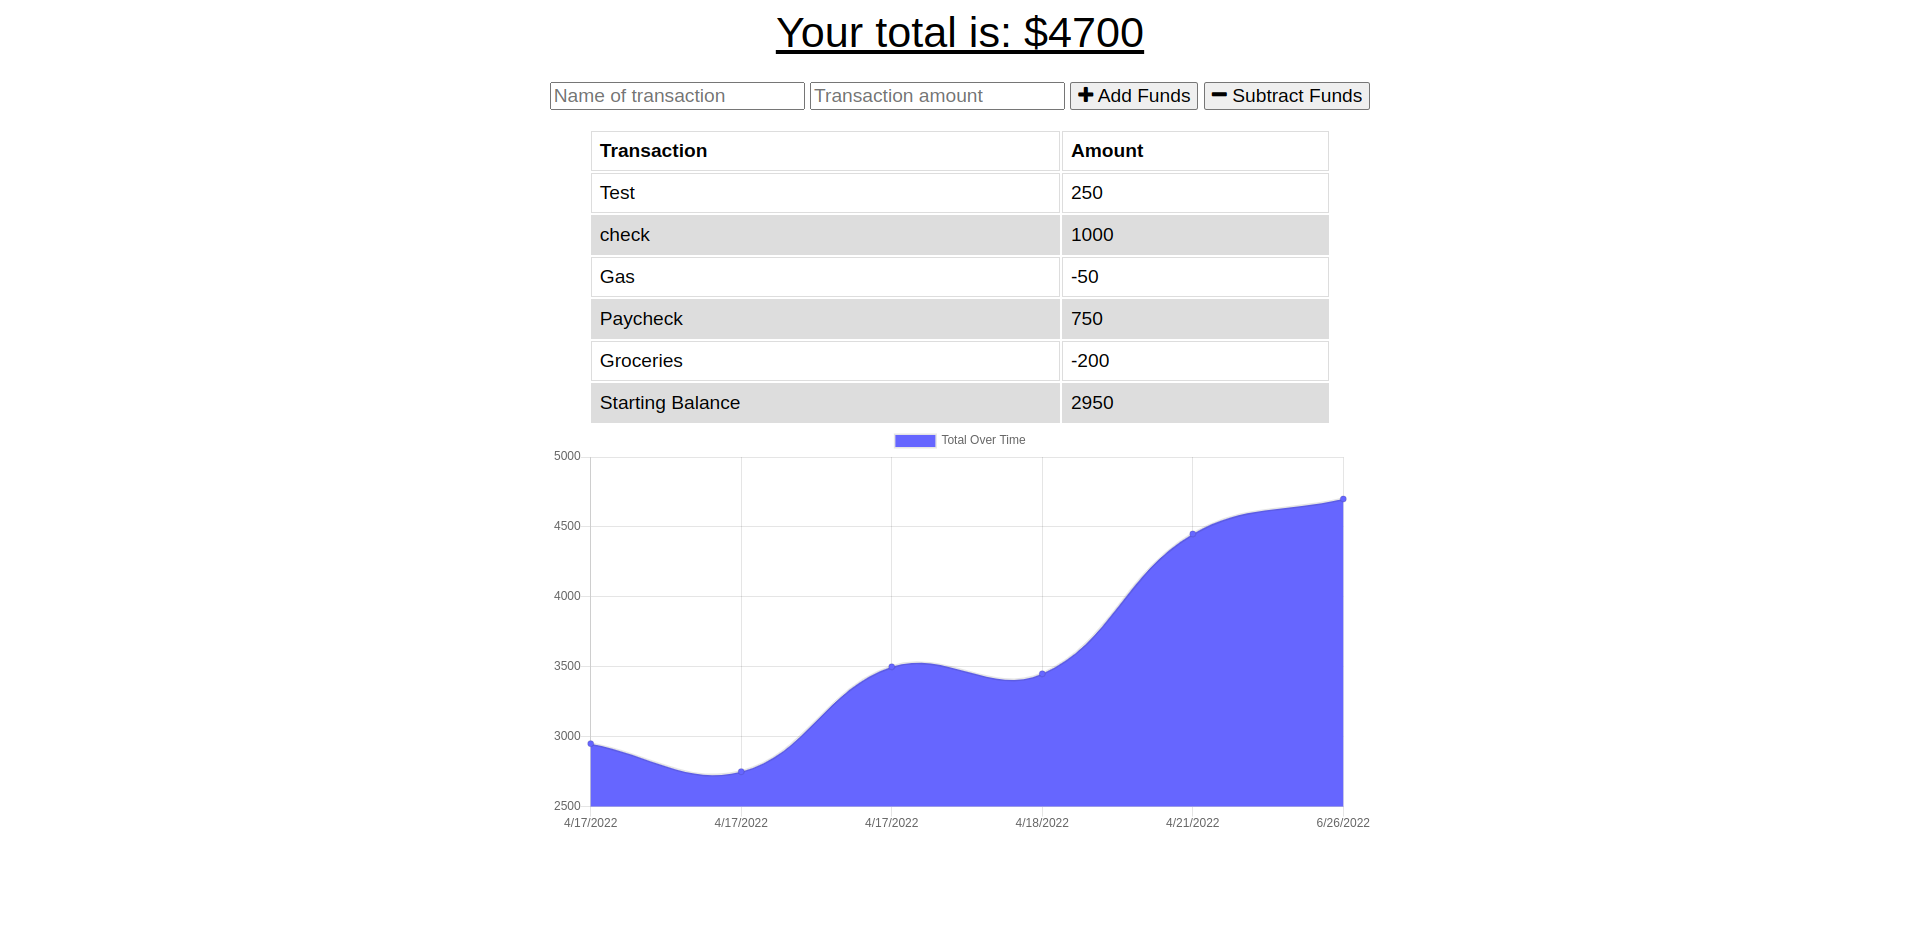 Your total is: $4700
Name of transaction Transaction amount Add Funds Subtract Funds
Transaction Amount
Test 250
check 1000
Gas -50
Paycheck 750
Groceries -200
Starting Balance 2950
Total Over Time
5000
4500
4000
3500
3000
2500
4/17/2022 4/17/2022 4/17/2022 4/18/2022 4/21/2022 6/26/2022